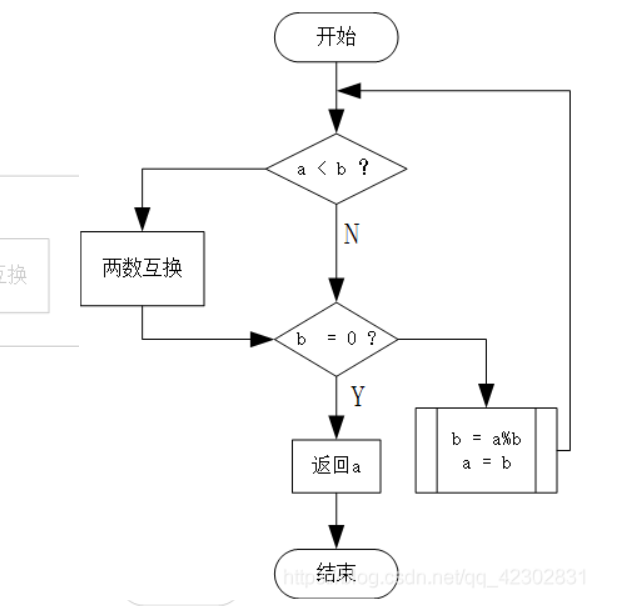 开始
a < b ?
N
互换
两数互换
b = 0 ?
Y
b = a%b
a = b
返回a
结束
https://blog.csdn.net/qq_42302831